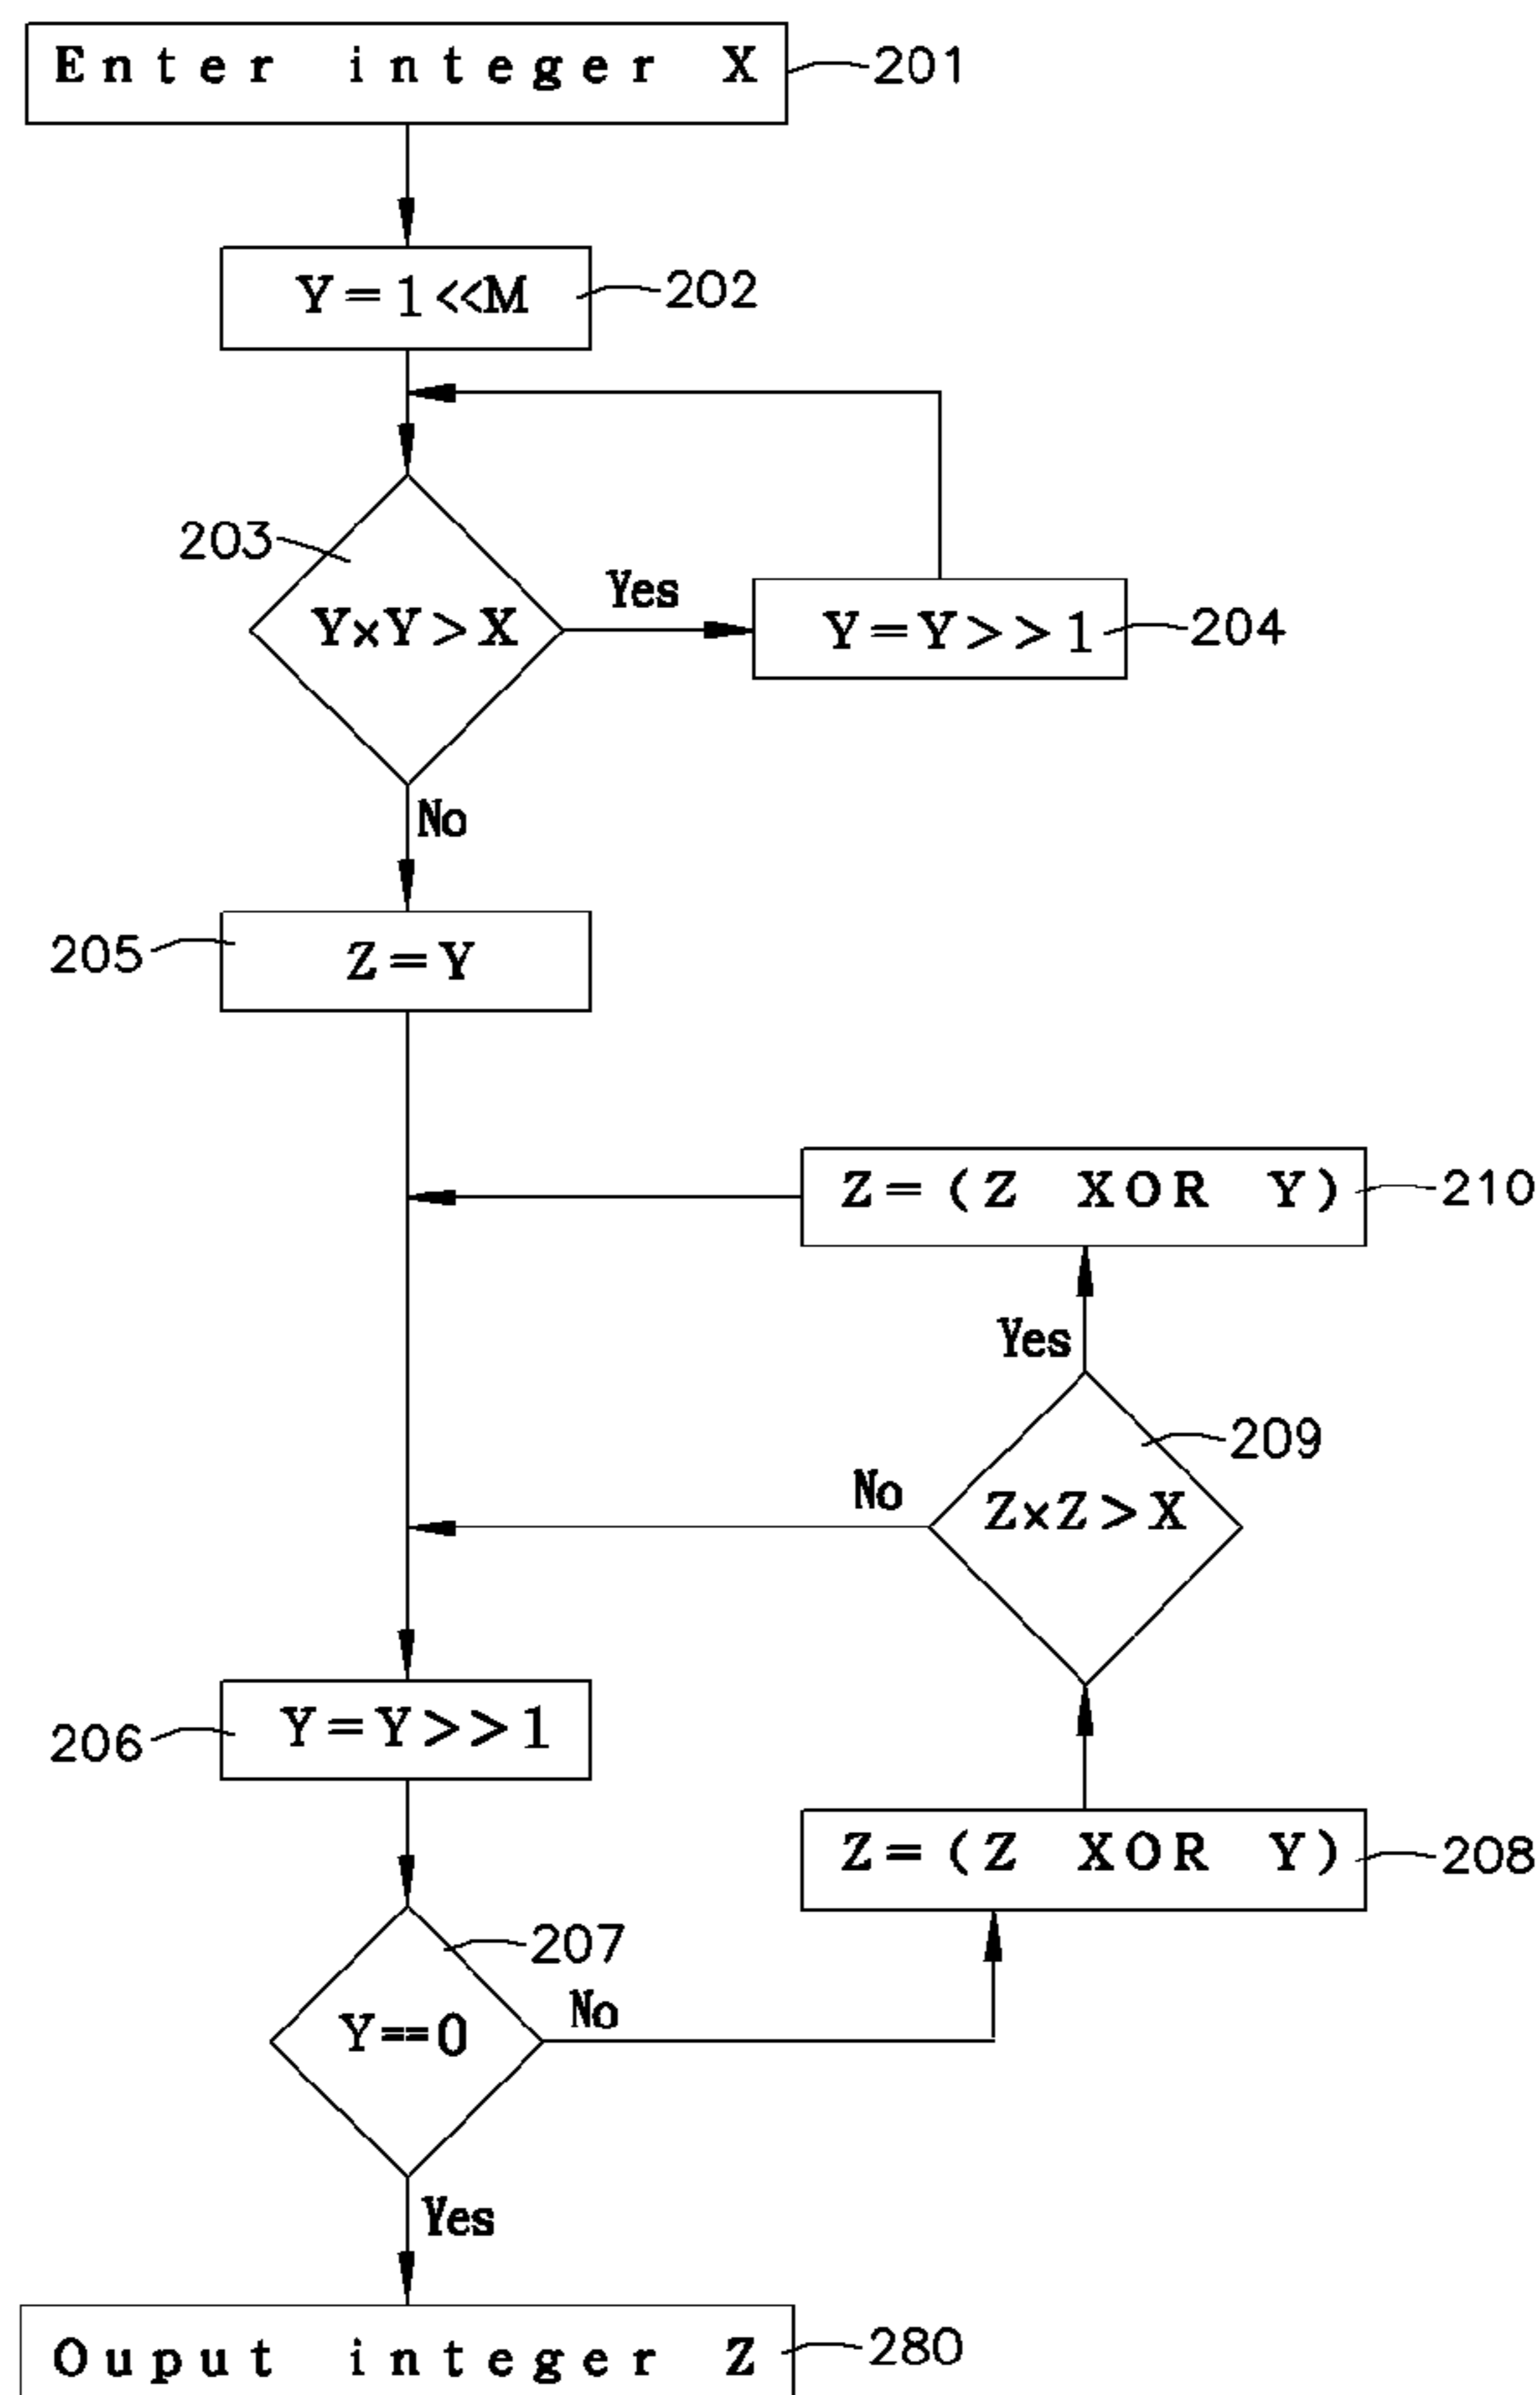 Enter integer X
201
Y=1<<M
202
203
Y×Y>X
Yes
Y=Y>>1
204
No
205
Z=Y
Z=(Z XOR Y)
210
Yes
209
No
Z×Z>X
206
Y=Y>>1
Z=(Z XOR Y)
208
207
Y==0
No
Yes
Ouput integer Z
280